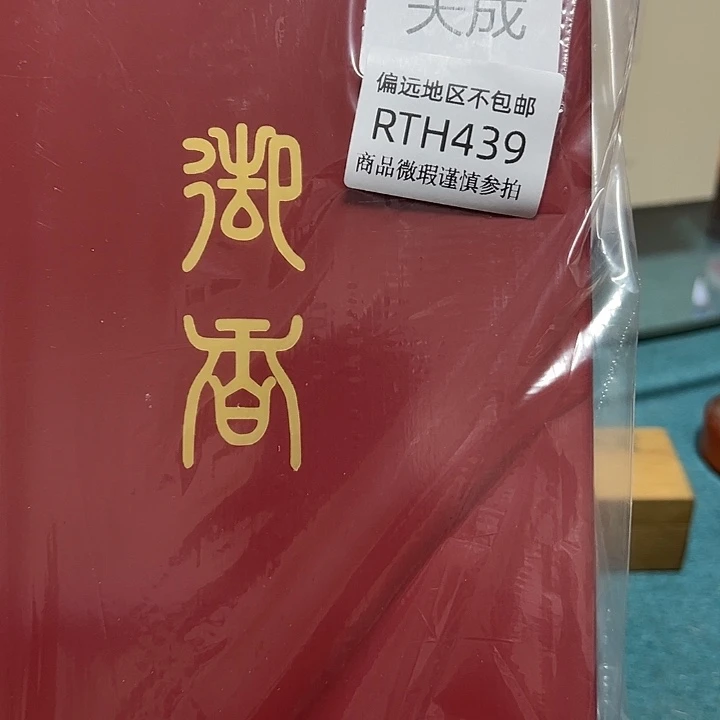 偏远地区不包邮
RTH439
商品微瑕谨慎参拍
御香